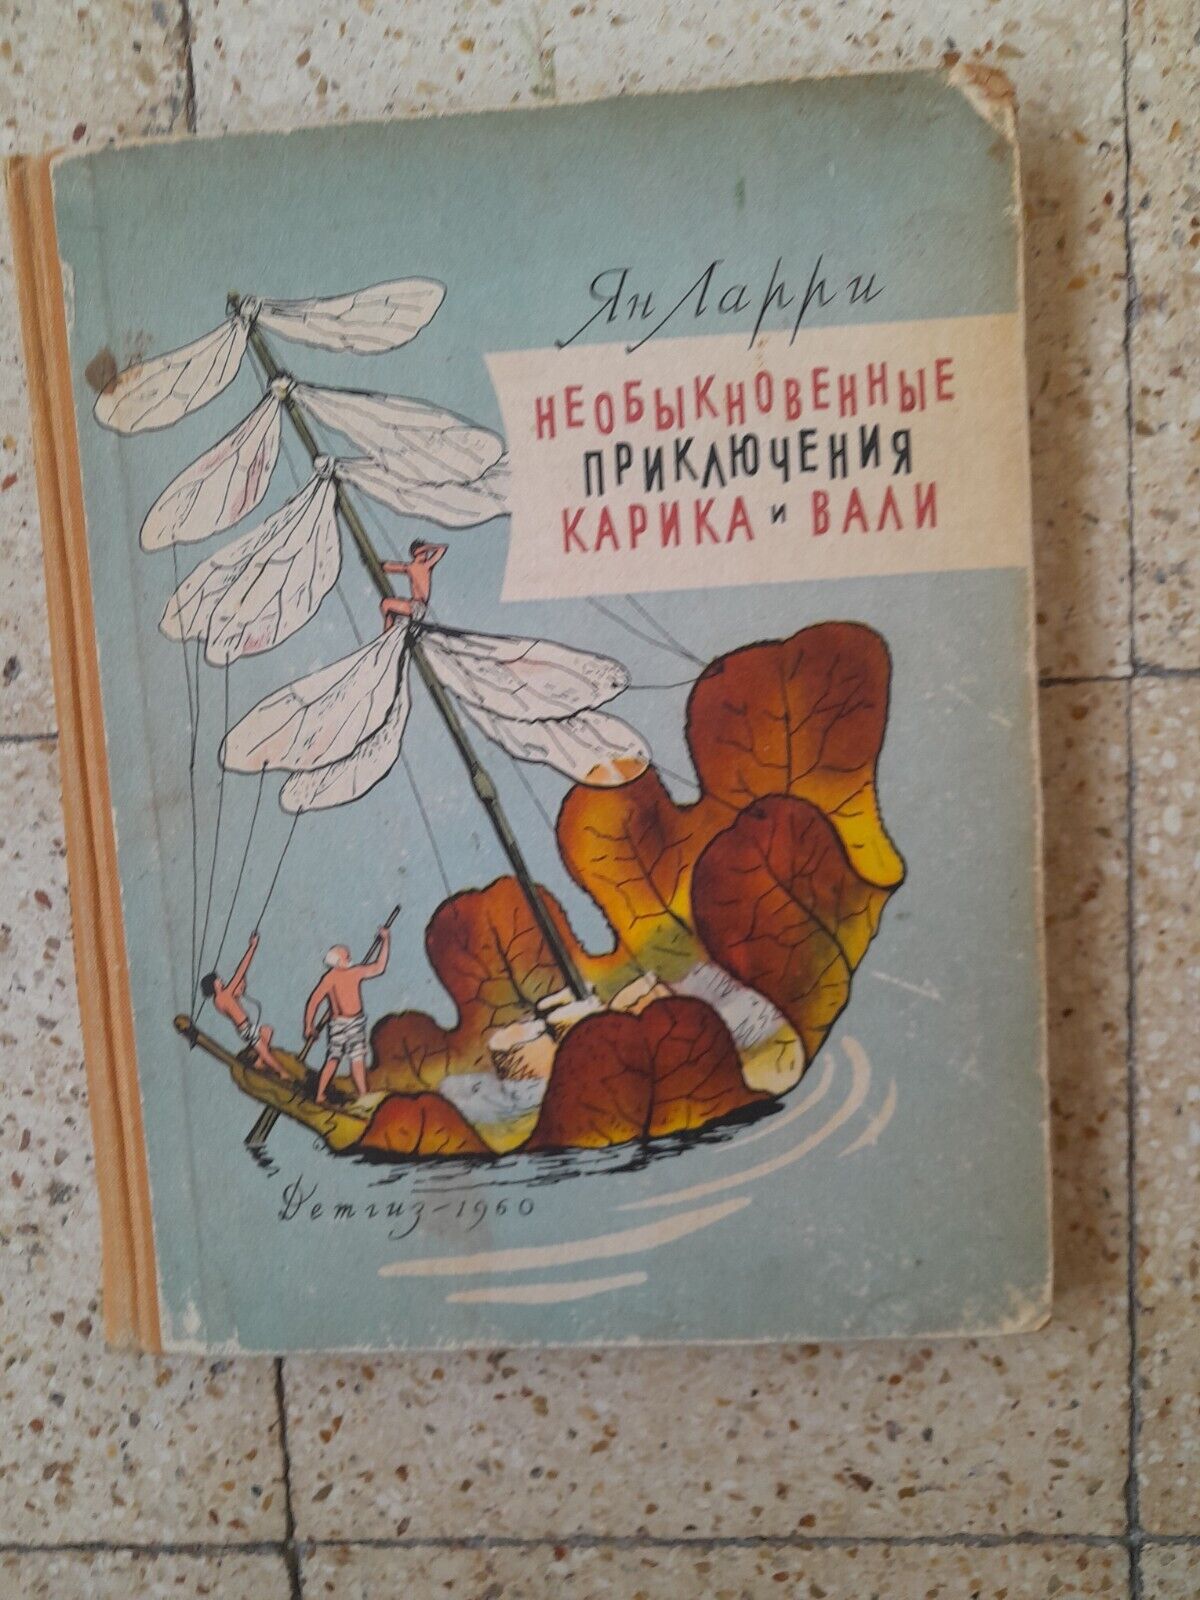 Ян Ларри
НЕОБЫКНОВЕННЫЕ
ПРИКЛЮЧЕНИЯ
КАРИКА и ВАЛИ
Детгиз–1960